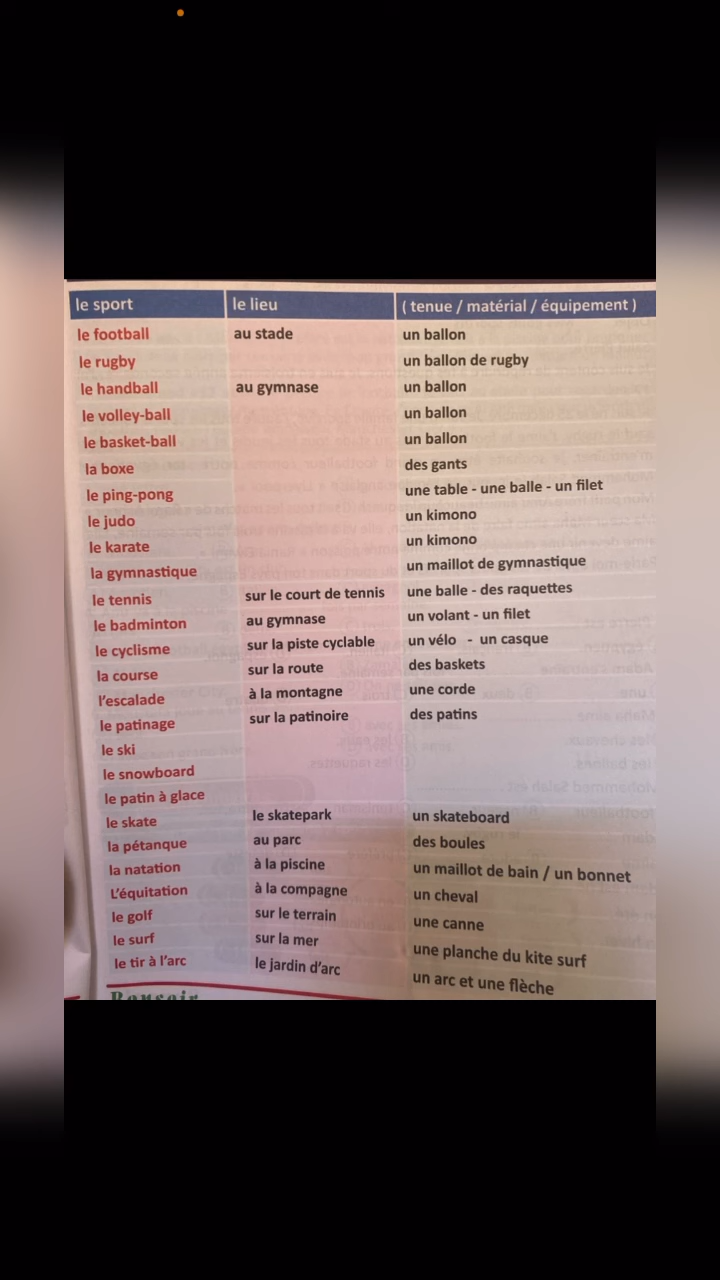 le sport le lieu ( tenue / matérial / équipement )
le football au stade un ballon
le rugby un ballon de rugby
le handball au gymnase un ballon
le volley-ball un ballon
le basket-ball un ballon
la boxe des gants
le ping-pong une table - une balle - un filet
le judo un kimono
le karate un kimono
la gymnastique un maillot de gymnastique
le tennis sur le court de tennis une balle - des raquettes
le badminton au gymnase un volant - un filet
le cyclisme sur la piste cyclable un vélo - un casque
la course sur la route des baskets
l'escalade à la montagne une corde
le patinage sur la patinoire des patins
le ski
le snowboard
le patin à glace
le skate le skatepark un skateboard
la pétanque au parc des boules
la natation à la piscine un maillot de bain / un bonnet
L'équitation à la compagne un cheval
le golf sur le terrain une canne
le surf sur la mer une planche du kite surf
le tir à l'arc le jardin d'arc un arc et une flèche